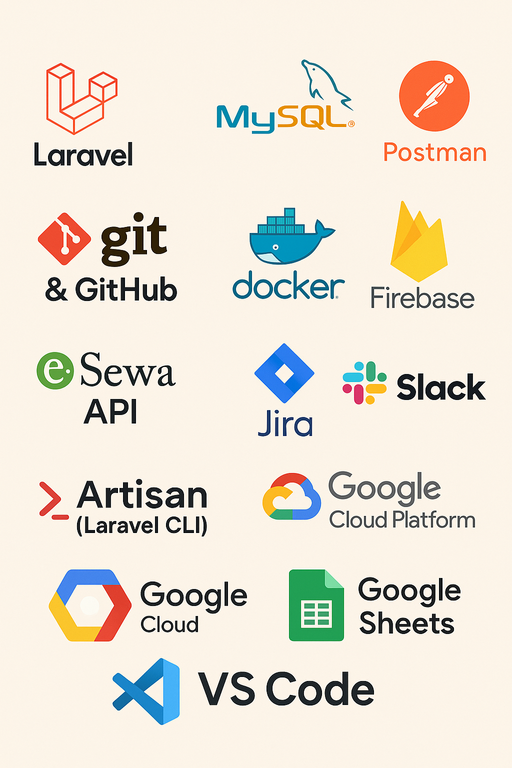 Laravel
MySQL®
Postman
git
& GitHub
docker
Firebase
eSewa
API
Jira
Slack
Artisan
(Laravel CLI)
Google
Cloud Platform
Google
Cloud
Google
Sheets
VS Code